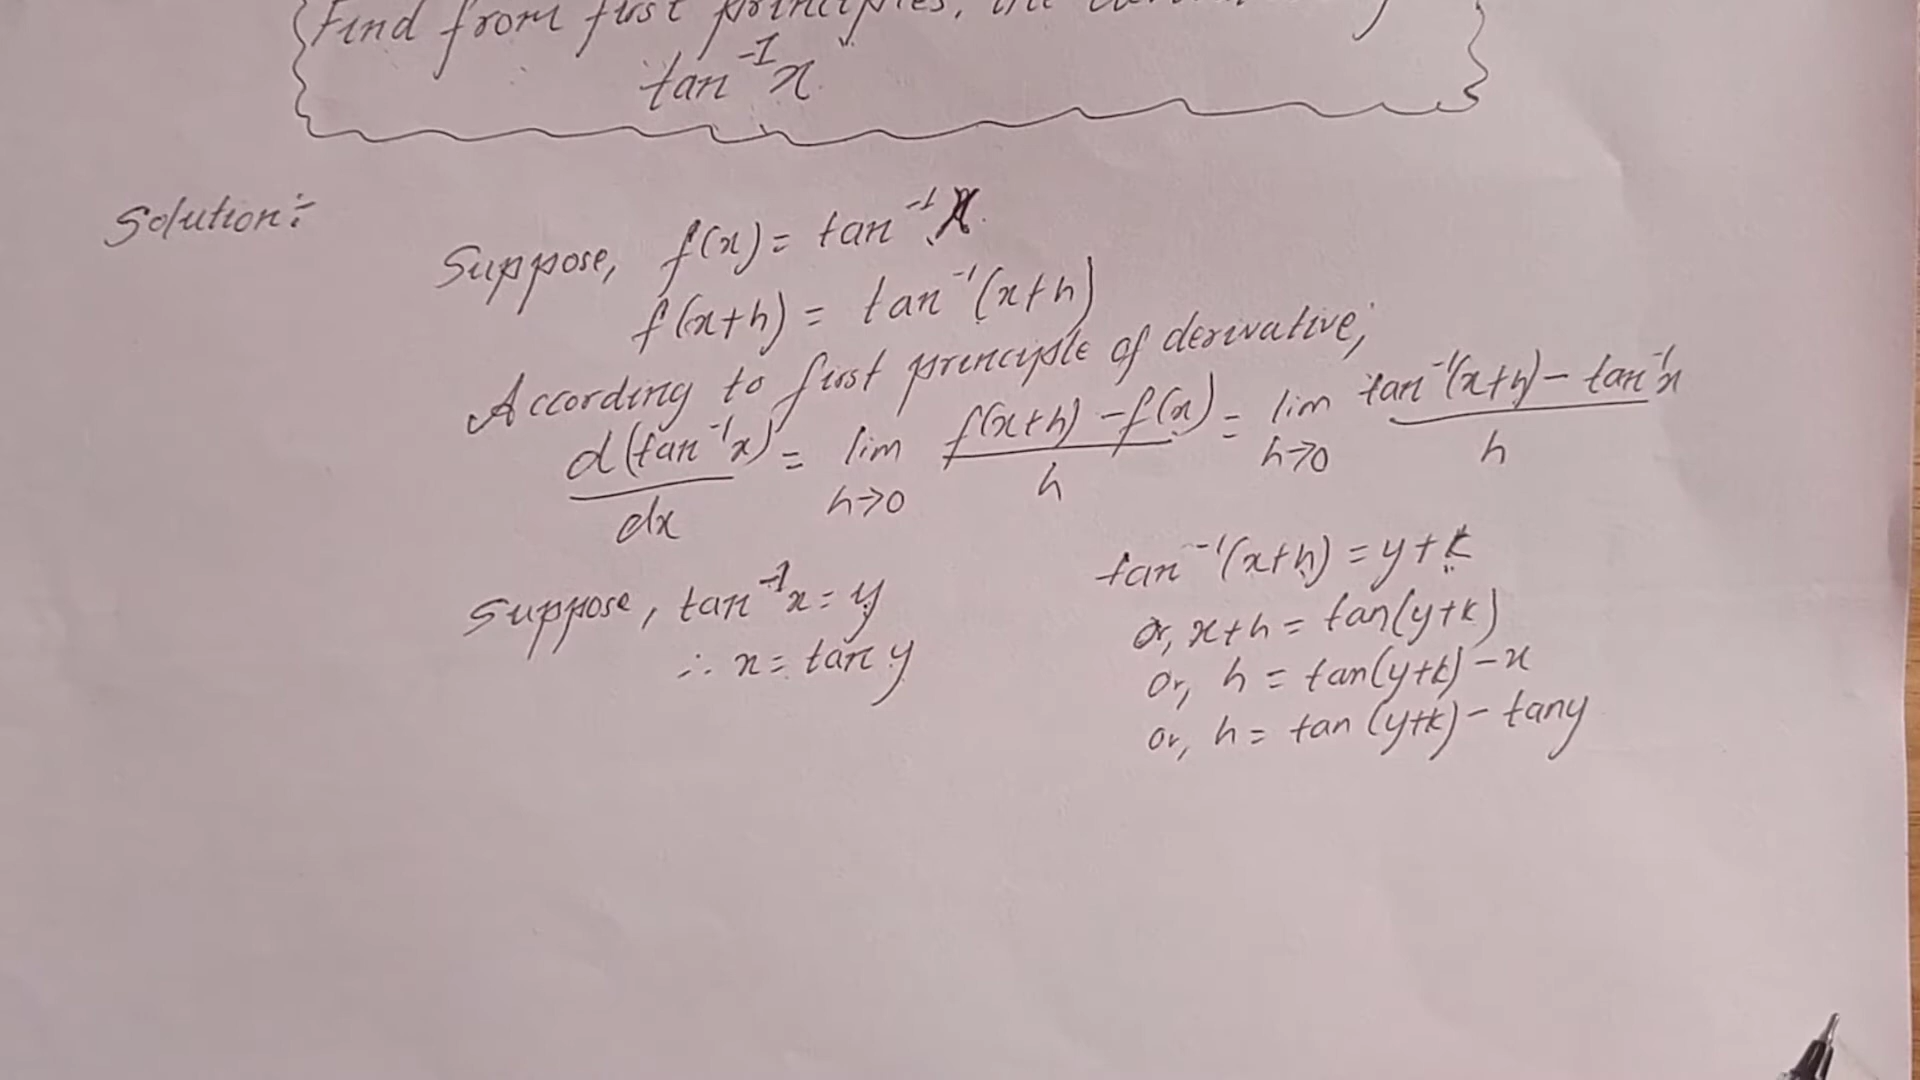 Find from first principles, the
tan⁻¹x
Solution:-
Suppose, f(x) = tan⁻¹x.
f(x+h) = tan⁻¹(x+h)
According to first principle of derivative,
d(tan⁻¹x)/dx = lim h→0 f(x+h) - f(x)/h = lim h→0 tan⁻¹(x+h) - tan⁻¹x/h
Suppose, tan⁻¹x = y
∴ x = tan y
tan⁻¹(x+h) = y+k
or, x+h = tan(y+k)
or, h = tan(y+k) - x
or, h = tan (y+k) - tany